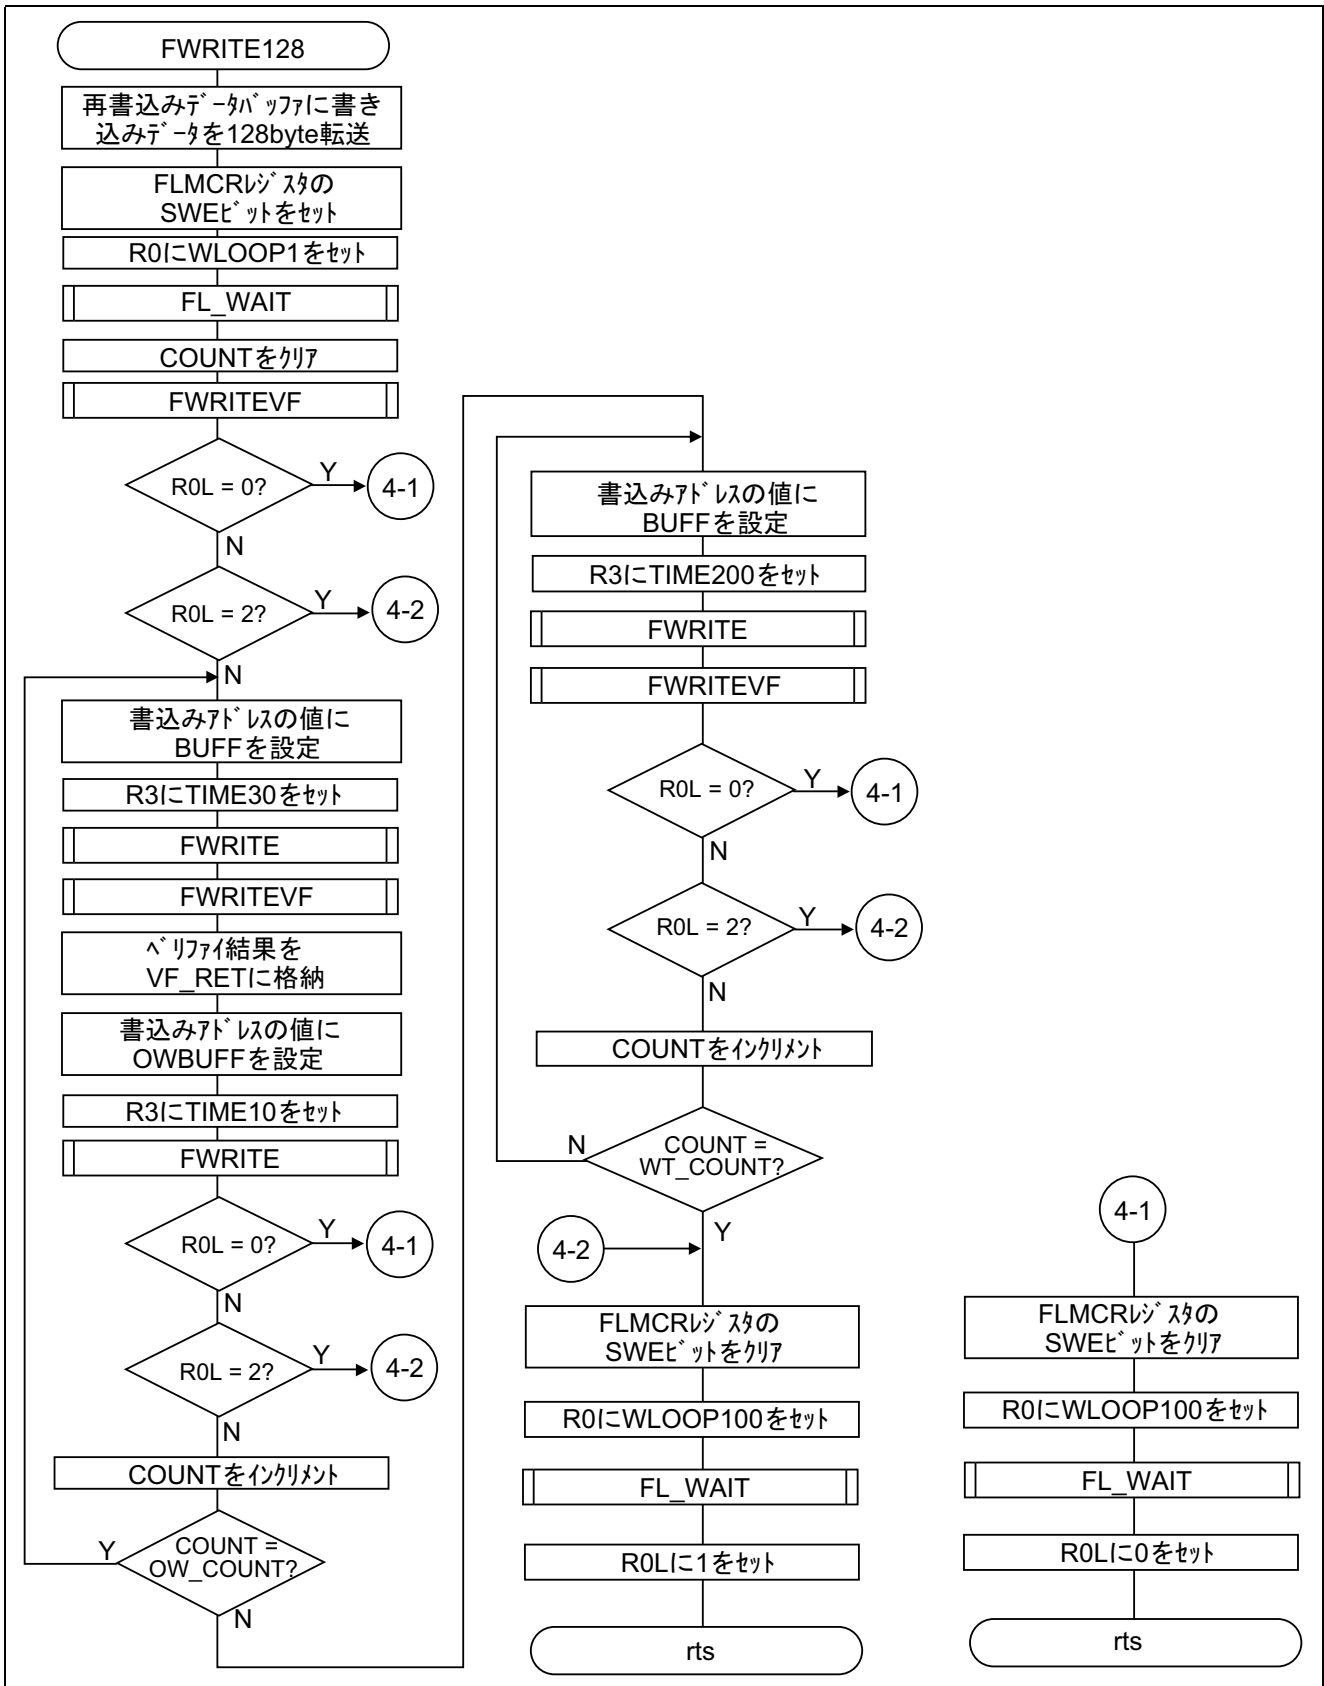 FWRITE128
再書込みﾃﾞｰﾀﾊﾞｯﾌｧに書き
込みﾃﾞｰﾀを128byte転送
FLMCRﾚｼﾞｽﾀの
SWEﾋﾞｯﾄをｾｯﾄ
R0にWLOOP1をｾｯﾄ
FL_WAIT
COUNTをｸﾘｱ
FWRITEVF
R0L = 0?
Y
4-1
N
R0L = 2?
Y
4-2
N
書込みｱﾄﾞﾚｽの値に
BUFFを設定
R3にTIME30をｾｯﾄ
FWRITE
FWRITEVF
ﾍﾞﾘﾌｧｲ結果を
VF_RETに格納
書込みｱﾄﾞﾚｽの値に
OWBUFFを設定
R3にTIME10をｾｯﾄ
FWRITE
R0L = 0?
Y
4-1
N
R0L = 2?
Y
4-2
N
COUNTをｲﾝｸﾘﾒﾝﾄ
Y
COUNT =
OW_COUNT?
N
書込みｱﾄﾞﾚｽの値に
BUFFを設定
R3にTIME200をｾｯﾄ
FWRITE
FWRITEVF
R0L = 0?
Y
4-1
N
R0L = 2?
Y
4-2
N
COUNTをｲﾝｸﾘﾒﾝﾄ
N
COUNT =
WT_COUNT?
Y
4-2
FLMCRﾚｼﾞｽﾀの
SWEﾋﾞｯﾄをｸﾘｱ
R0にWLOOP100をｾｯﾄ
FL_WAIT
R0Lに1をｾｯﾄ
rts
4-1
FLMCRﾚｼﾞｽﾀの
SWEﾋﾞｯﾄをｸﾘｱ
R0にWLOOP100をｾｯﾄ
FL_WAIT
R0Lに0をｾｯﾄ
rts